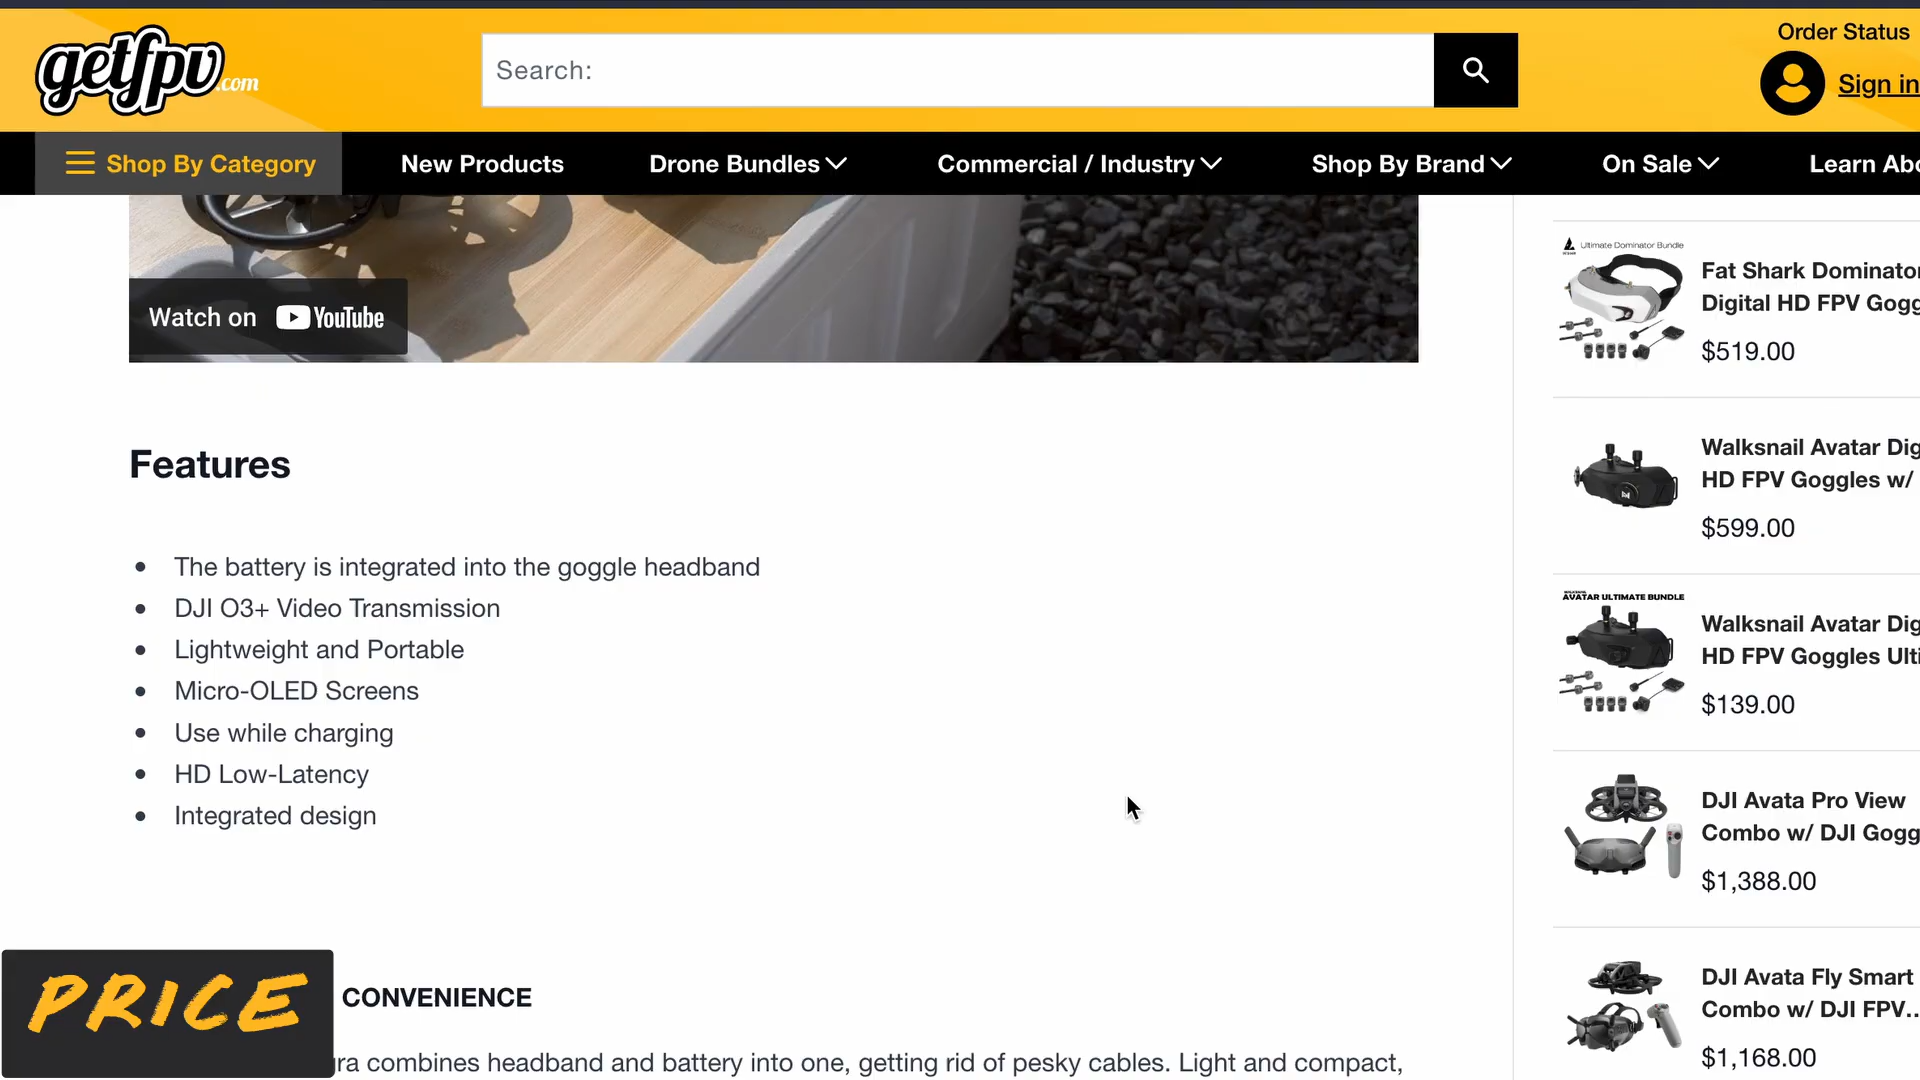 getfpv.com
Search:
Order Status
Sign in
Shop By Category
New Products
Drone Bundles
Commercial / Industry
Shop By Brand
On Sale
Learn Abo
Watch on YouTube
Features
The battery is integrated into the goggle headband
DJI O3+ Video Transmission
Lightweight and Portable
Micro-OLED Screens
Use while charging
HD Low-Latency
Integrated design
PRICE
CONVENIENCE
gra combines headband and battery into one, getting rid of pesky cables. Light and compact,
Ultimate Dominator Bundle
Fat Shark Dominator
Digital HD FPV Gogg
$519.00
Walksnail Avatar Dig
HD FPV Goggles w/
$599.00
AVATAR ULTIMATE BUNDLE
Walksnail Avatar Dig
HD FPV Goggles Ulti
$139.00
DJI Avata Pro View
Combo w/ DJI Gogg
$1,388.00
DJI Avata Fly Smart
Combo w/ DJI FPV...
$1,168.00